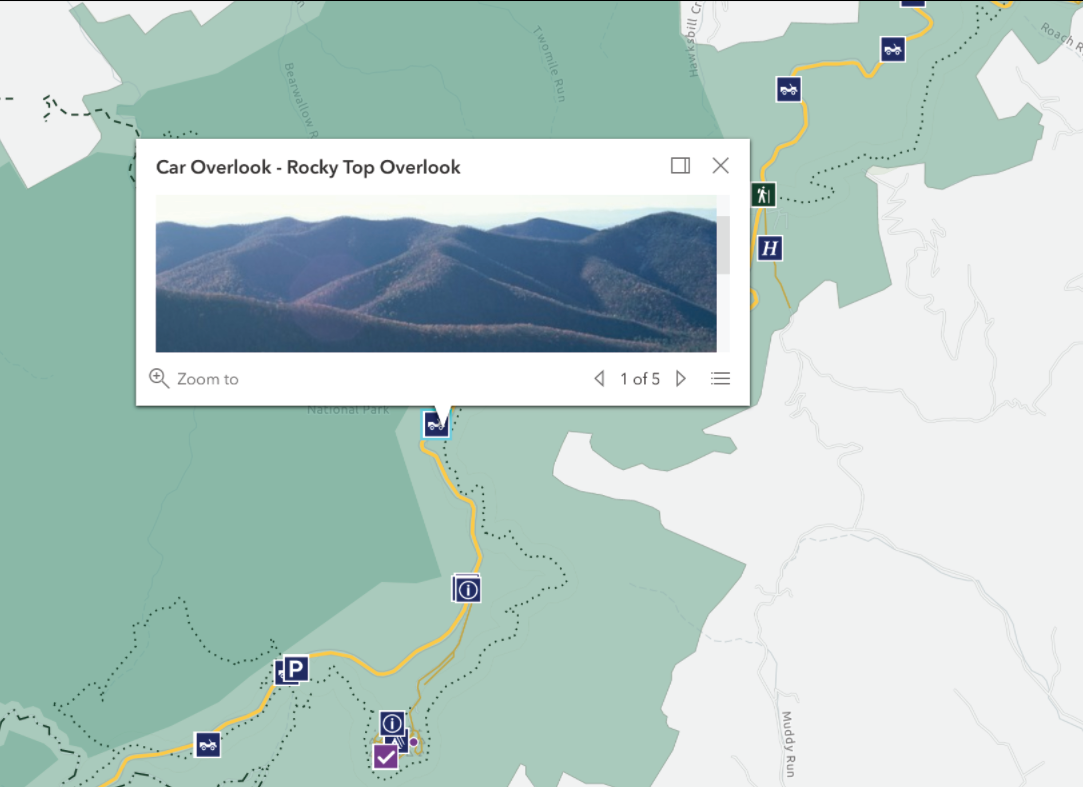 Hawksbill Cr
Roach R
Twomile Run
Bearwallow R
Car Overlook - Rocky Top Overlook
H
Zoom to
1 of 5
National Park
i
P
i
Muddy Run